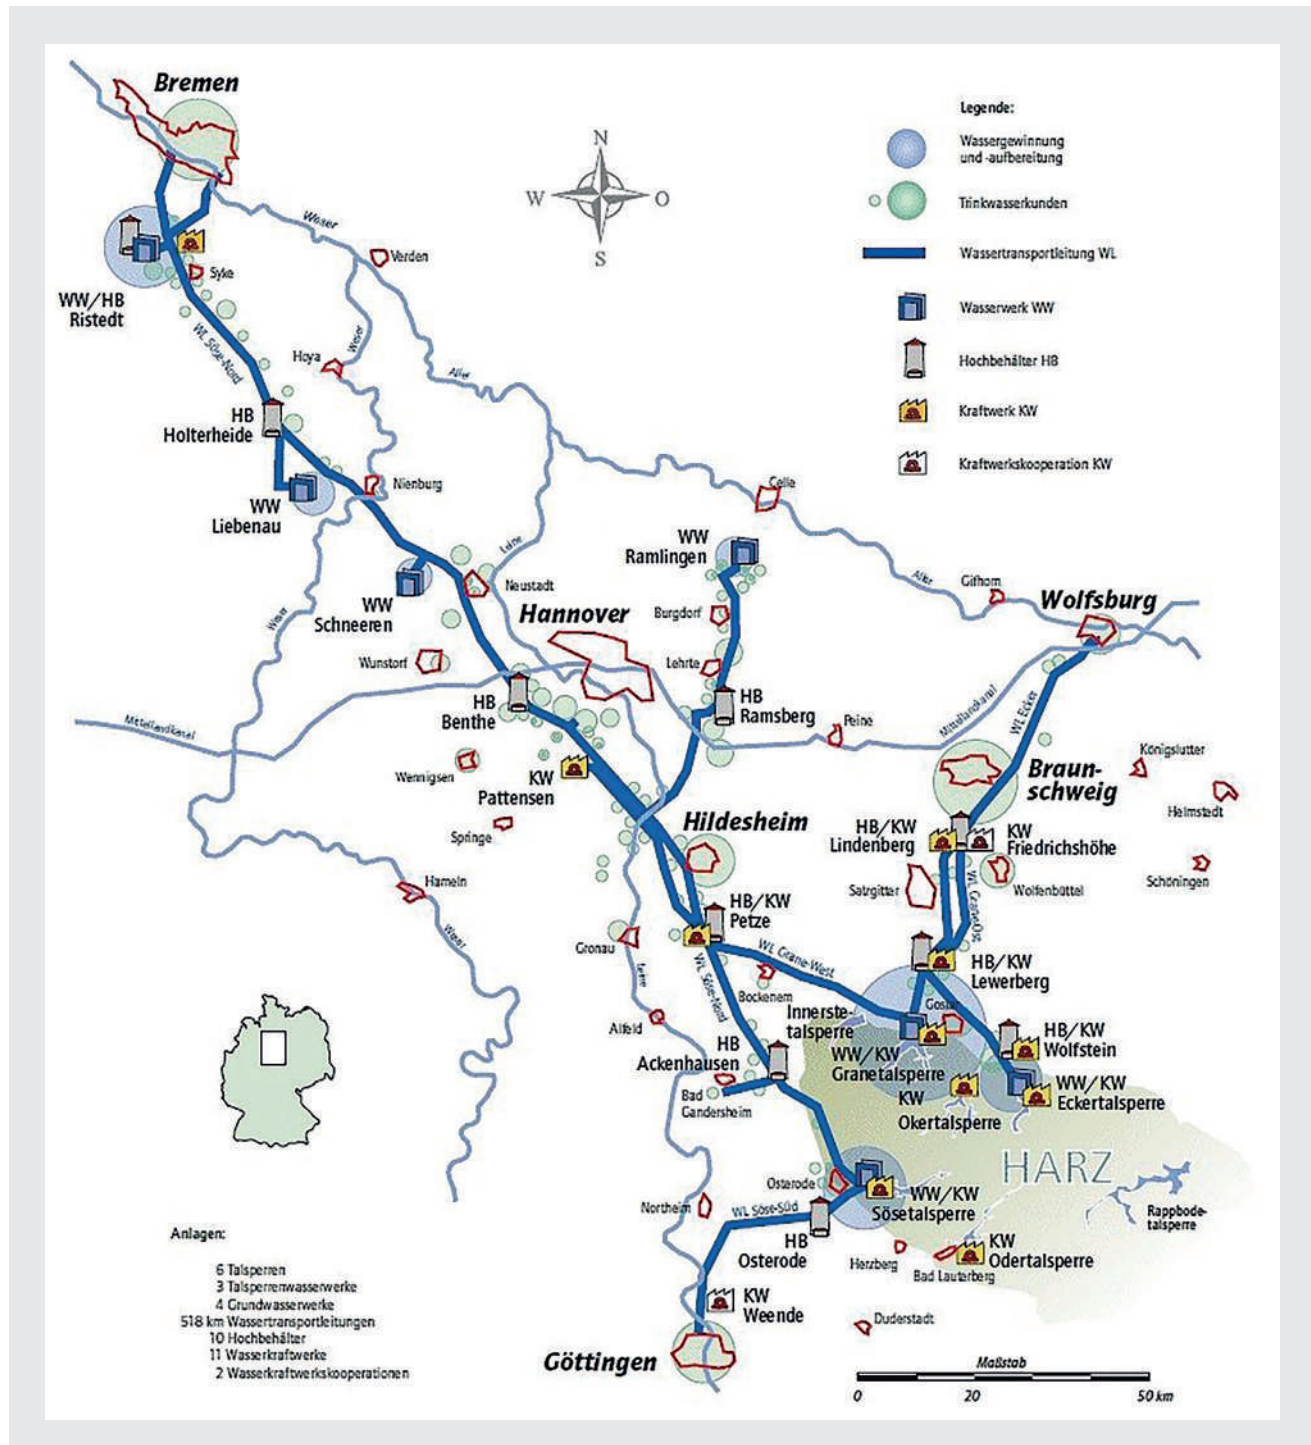 Bremen
Legende:
Wassergewinnung
und -aufbereitung
N
W
O
S
Trinkwasserkunden
Weser
Wassertransportleitung WL
Verden
Syke
WW/HB
Ristedt
Wasserwerk WW
WL Söse-Nord
Hoya
Weser
Aller
Hochbehälter HB
HB
Holterheide
Kraftwerk KW
Kraftwerkskooperation KW
Nienburg
Celle
WW
Liebenau
WW
Ramlingen
Leine
Neustadt
Aller
Gifhorn
WW
Schneeren
Hannover
Burgdorf
Wolfsburg
Weser
Wunstorf
Lehrte
HB
Benthe
HB
Ramsberg
Mittellandkanal
WL Ecker
Mittellandkanal
Peine
Königslutter
Wennigsen
KW
Pattensen
Braun-
schweig
Helmstedt
Springe
Hildesheim
HB/KW
Lindenberg
KW
Friedrichshöhe
Hameln
Salzgitter
Wolfenbüttel
Schöningen
WL Grane-Ost
HB/KW
Petze
Weser
Gronau
WL Grane-West
HB/KW
Lewerberg
Leine
WL Söse-Nord
Bockenem
Goslar
Innerste-
talsperre
Alfeld
HB
Ackenhausen
HB/KW
Wolfstein
WW/KW
Granetalsperre
WW/KW
Eckertalsperre
Bad
Gandersheim
KW
Okertalsperre
HARZ
Osterode
WW/KW
Sösetalsperre
Rappbode-
talsperre
Northeim
WL Söse-Süd
HB
Osterode
Herzberg
Bad Lauterberg
KW
Odertalsperre
Anlagen:
6 Talsperren
3 Talsperrenwasserwerke
4 Grundwasserwerke
518 km Wassertransportleitungen
10 Hochbehälter
11 Wasserkraftwerke
2 Wasserkraftwerkskooperationen
KW
Weende
Duderstadt
Göttingen
Maßstab
0
20
50 km